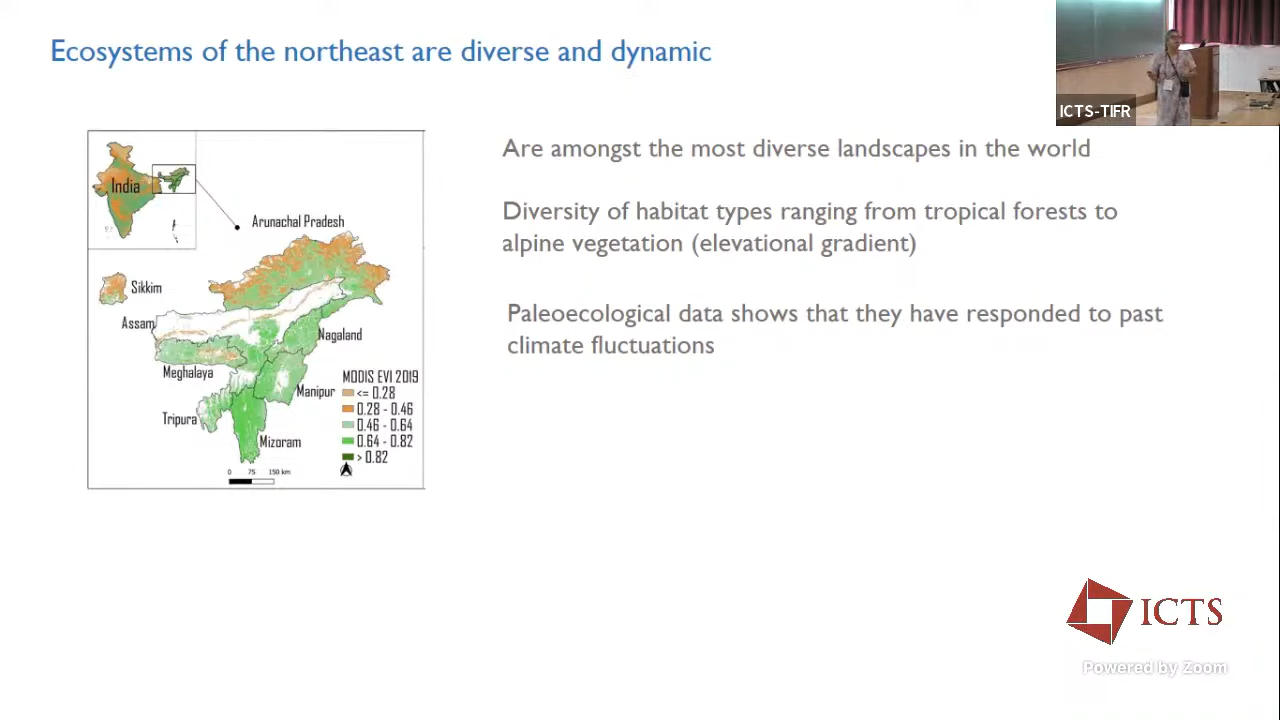 Ecosystems of the northeast are diverse and dynamic
ICTS-TIFR
Are amongst the most diverse landscapes in the world
Diversity of habitat types ranging from tropical forests to
alpine vegetation (elevational gradient)
Paleoecological data shows that they have responded to past
climate fluctuations
India
Arunachal Pradesh
Sikkim
Assam
Nagaland
Meghalaya
Manipur
Tripura
Mizoram
MODIS EVI 2019
<= 0.28
0.28 - 0.46
0.46 - 0.64
0.64 - 0.82
> 0.82
0 75 150 km
ICTS
Powered by Zoom